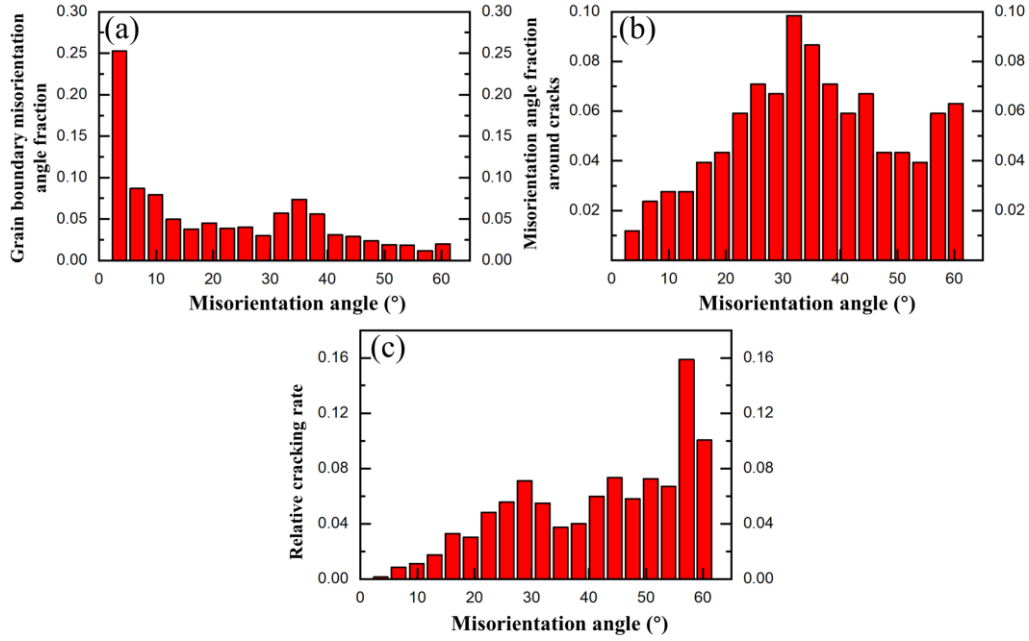 (a)
Grain boundary misorientation
angle fraction
0.30
0.25
0.20
0.15
0.10
0.05
0.00
0 10 20 30 40 50 60
0.30
0.25
0.20
0.15
0.10
0.05
0.00
Misorientation angle (°)
(b)
Misorientation angle fraction
around cracks
0.10
0.08
0.06
0.04
0.02
0 10 20 30 40 50 60
0.10
0.08
0.06
0.04
0.02
Misorientation angle (°)
(c)
Relative cracking rate
0.16
0.12
0.08
0.04
0.00
0 10 20 30 40 50 60
0.16
0.12
0.08
0.04
0.00
Misorientation angle (°)